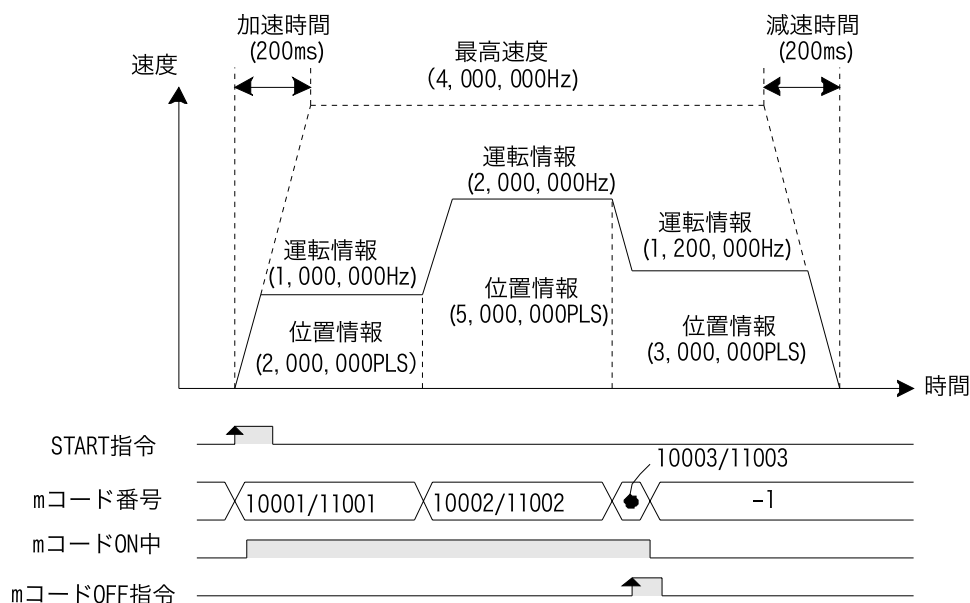 加速時間
(200ms)
減速時間
(200ms)
速度
最高速度
(4, 000, 000Hz)
運転情報
(2, 000, 000Hz)
運転情報
(1, 200, 000Hz)
運転情報
(1, 000, 000Hz)
位置情報
(5, 000, 000PLS)
位置情報
(2, 000, 000PLS)
位置情報
(3, 000, 000PLS)
時間
START指令
10003/11003
mコード番号
10001/11001
10002/11002
-1
mコードON中
mコードOFF指令